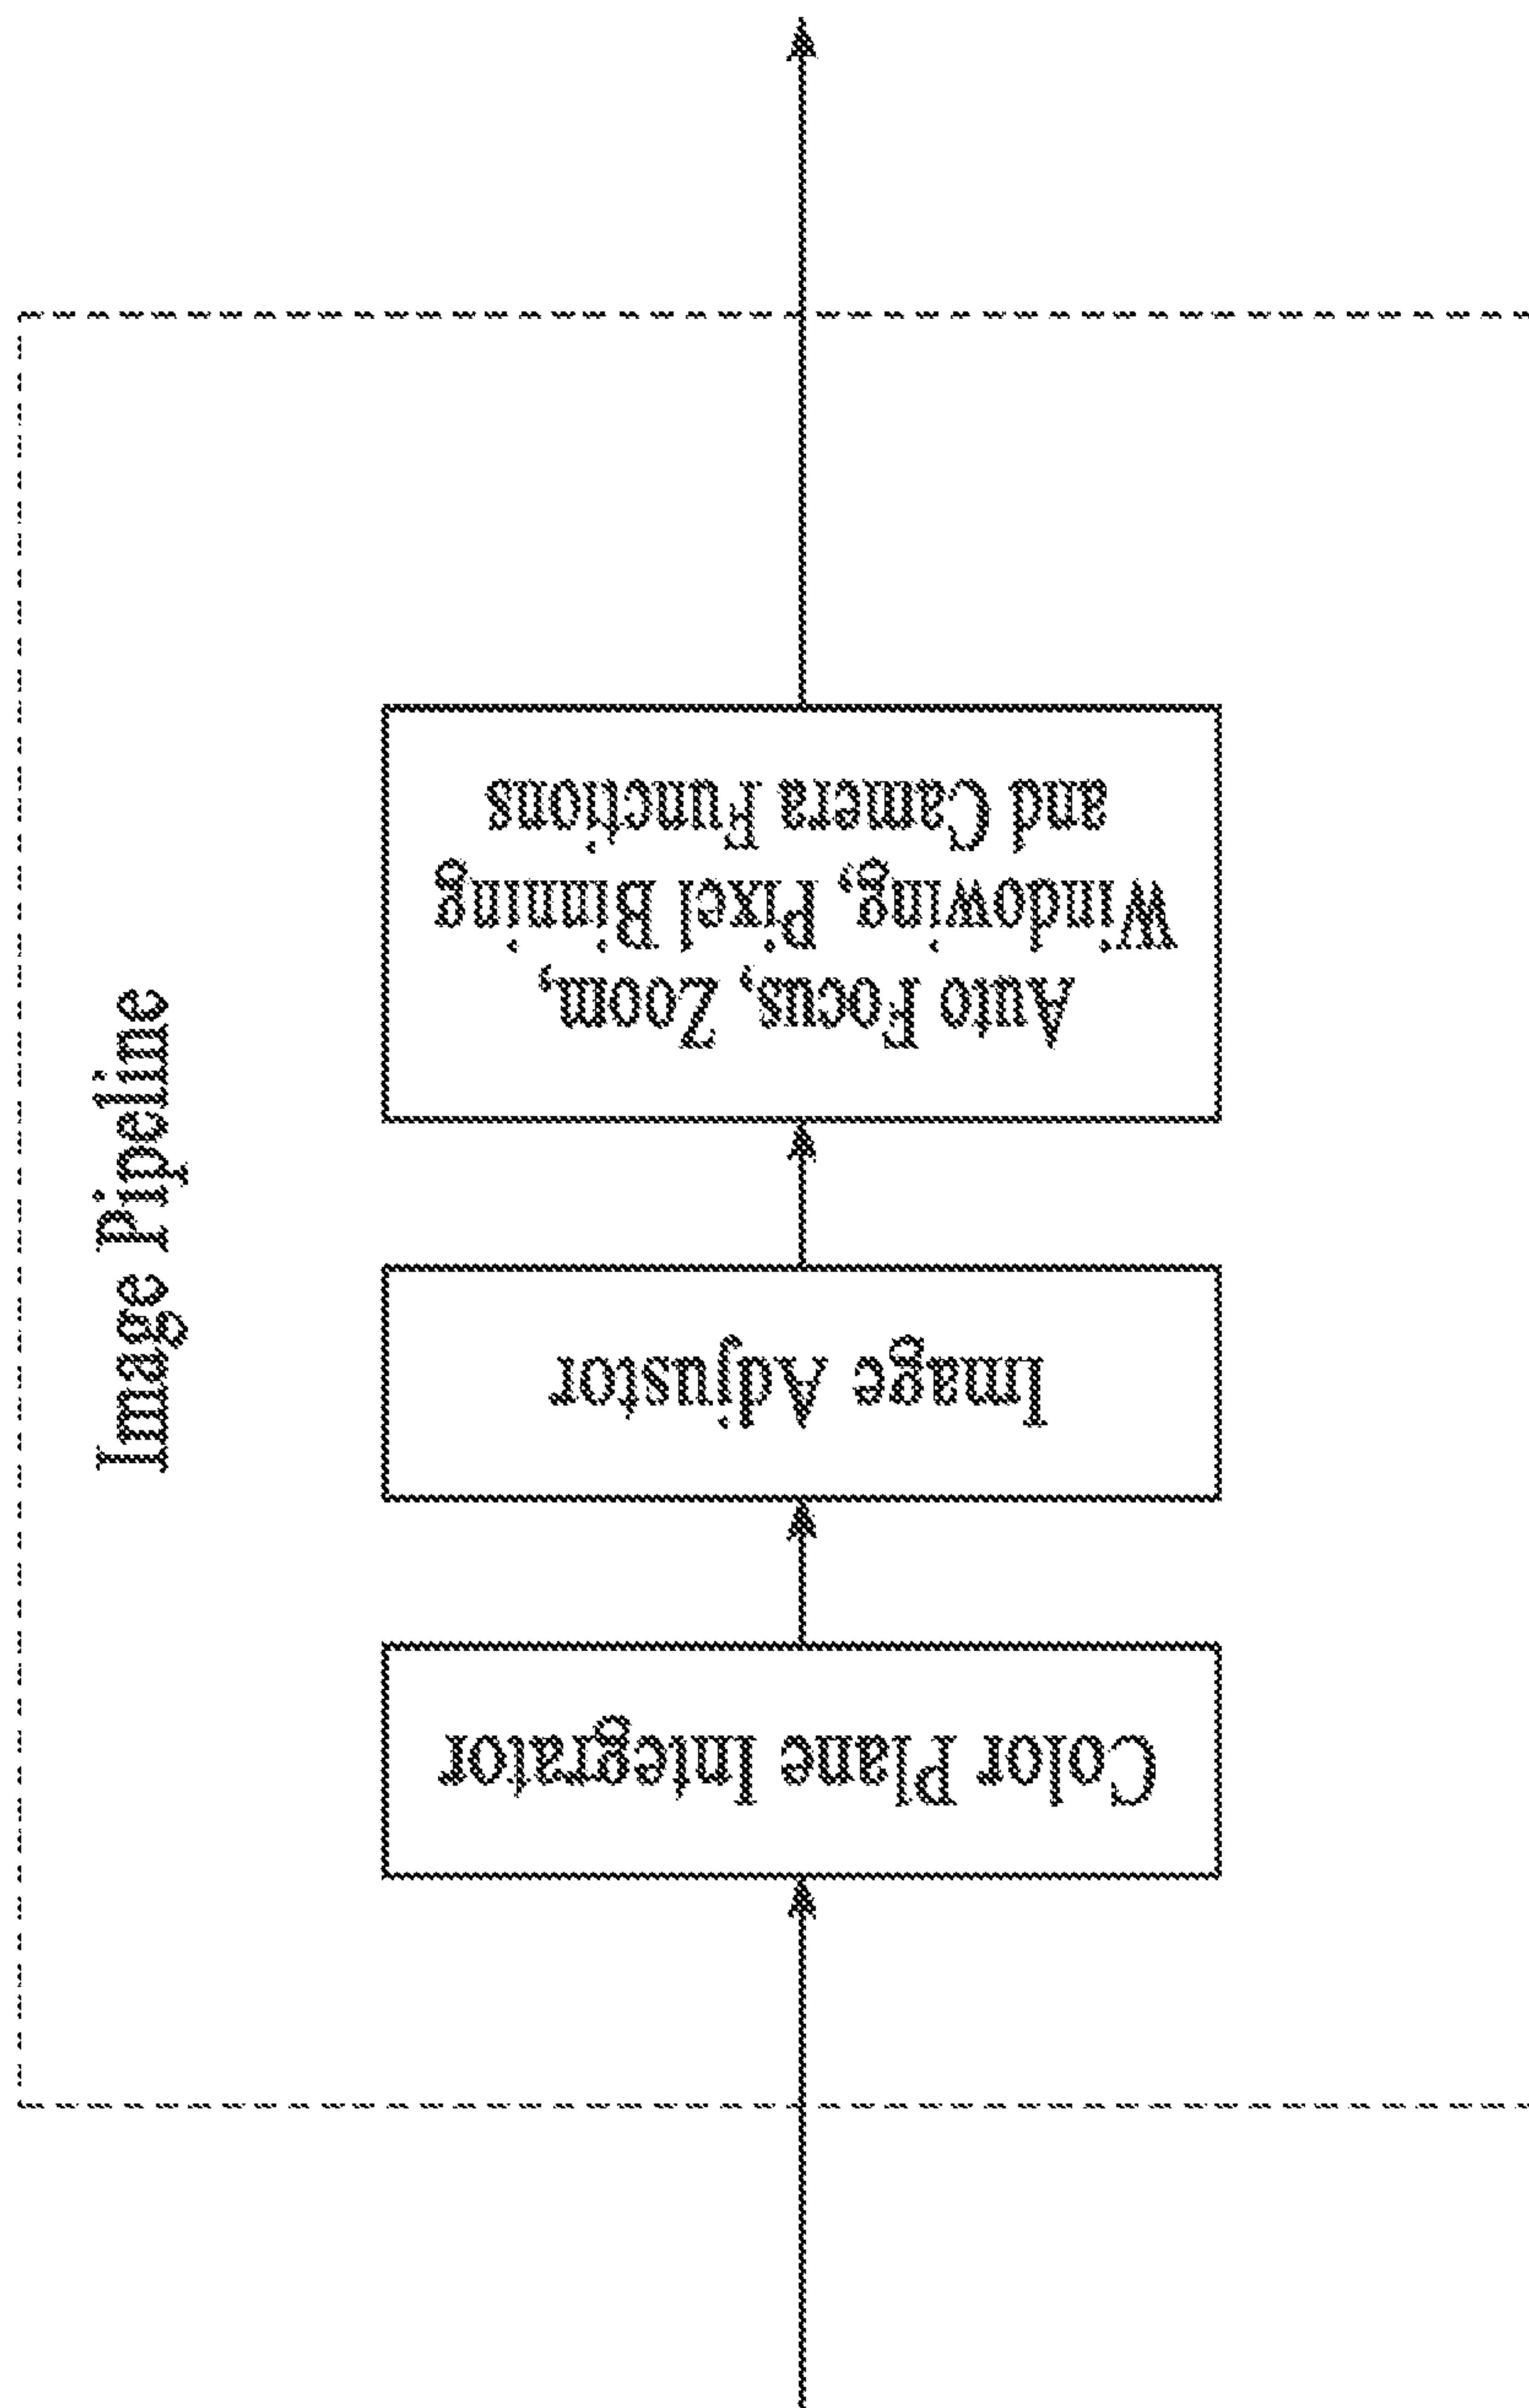 Image Pipeline
Color Plane Integrator
Image Adjustor
Auto Focus, Zoom,
Windowing, Pixel Binning
and Camera Functions